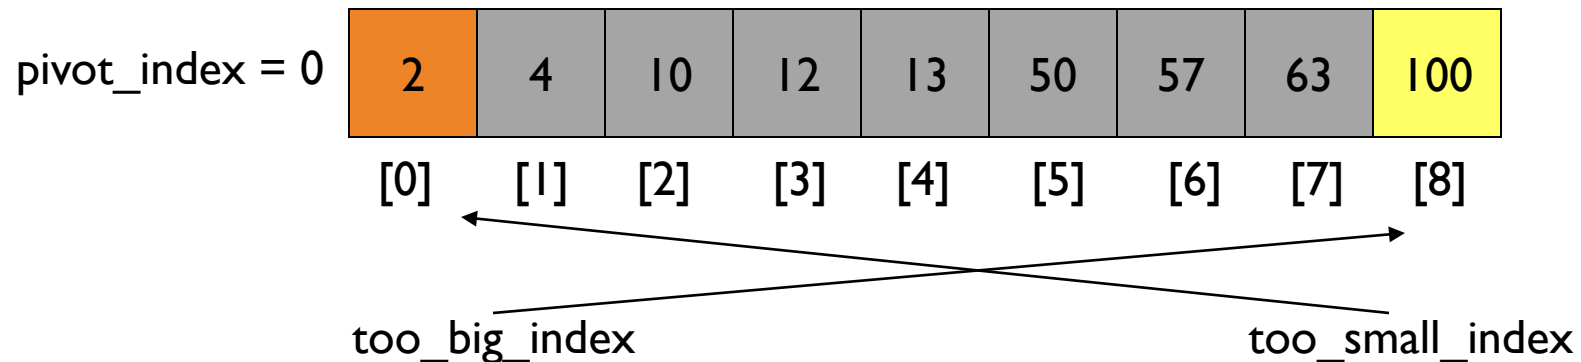 pivot_index = 0 2 4 10 12 13 50 57 63 100
[0] [1] [2] [3] [4] [5] [6] [7] [8]
too_big_index too_small_index